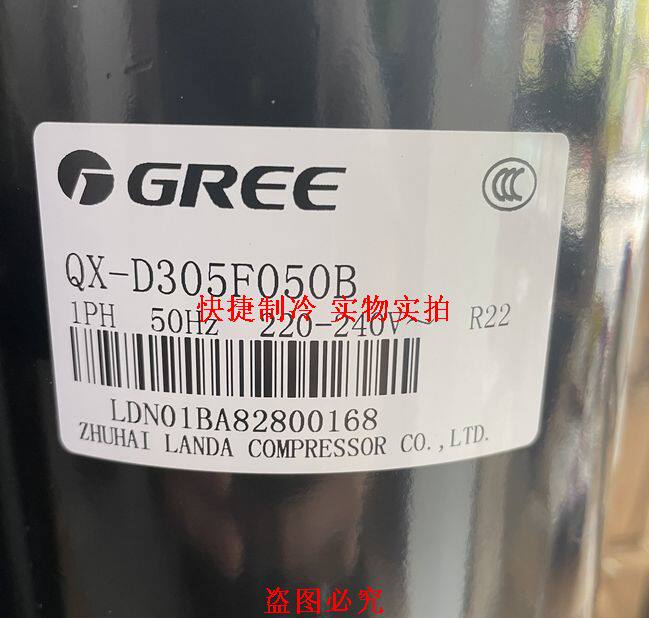 GREE
CCC
QX-D305F050B
快捷制冷 实物实拍
1PH 50Hz 220-240V~ R22
LDN01BA82800168
ZHUHAI LANDA COMPRESSOR CO.,LTD.
盗图必究